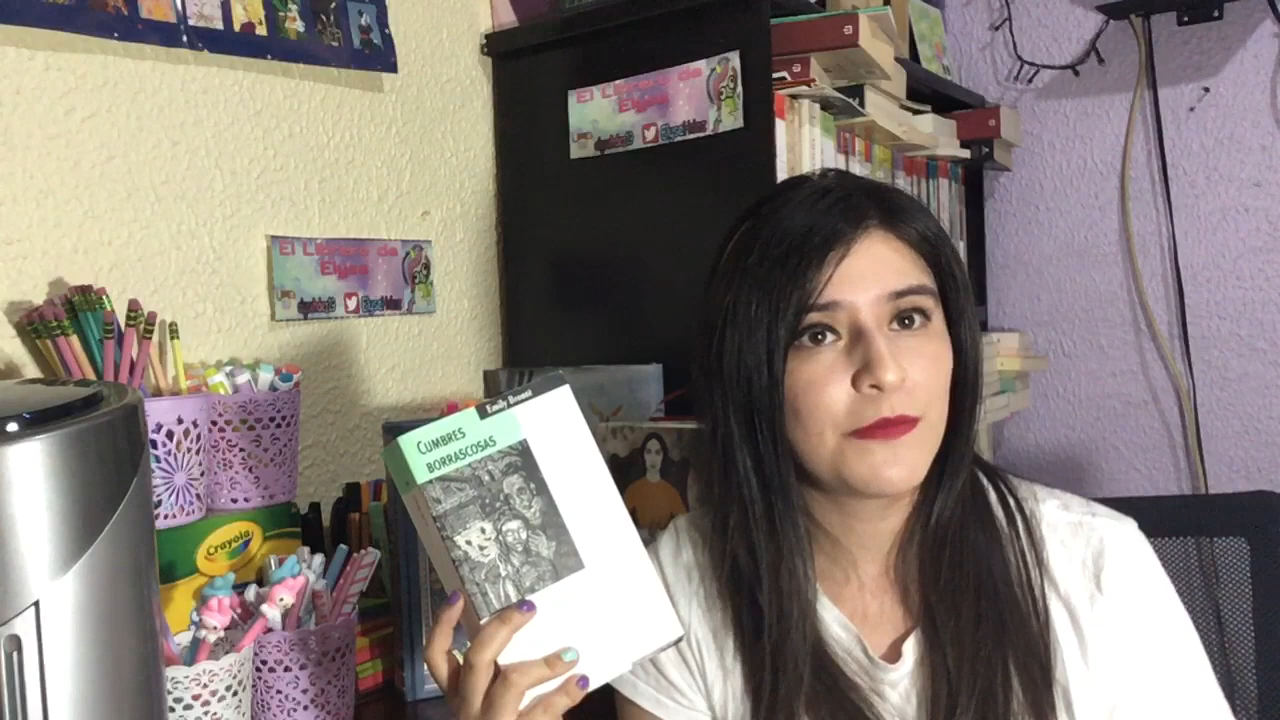 El Librero de
Elyse
El Librero de
Elyse
Emily Brontë
CUMBRES
BORRASCOSAS
Crayola